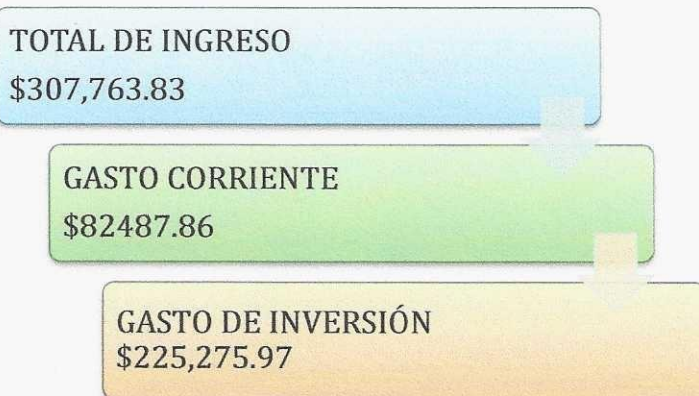 TOTAL DE INGRESO
$307,763.83
GASTO CORRIENTE
$82487.86
GASTO DE INVERSIÓN
$225,275.97